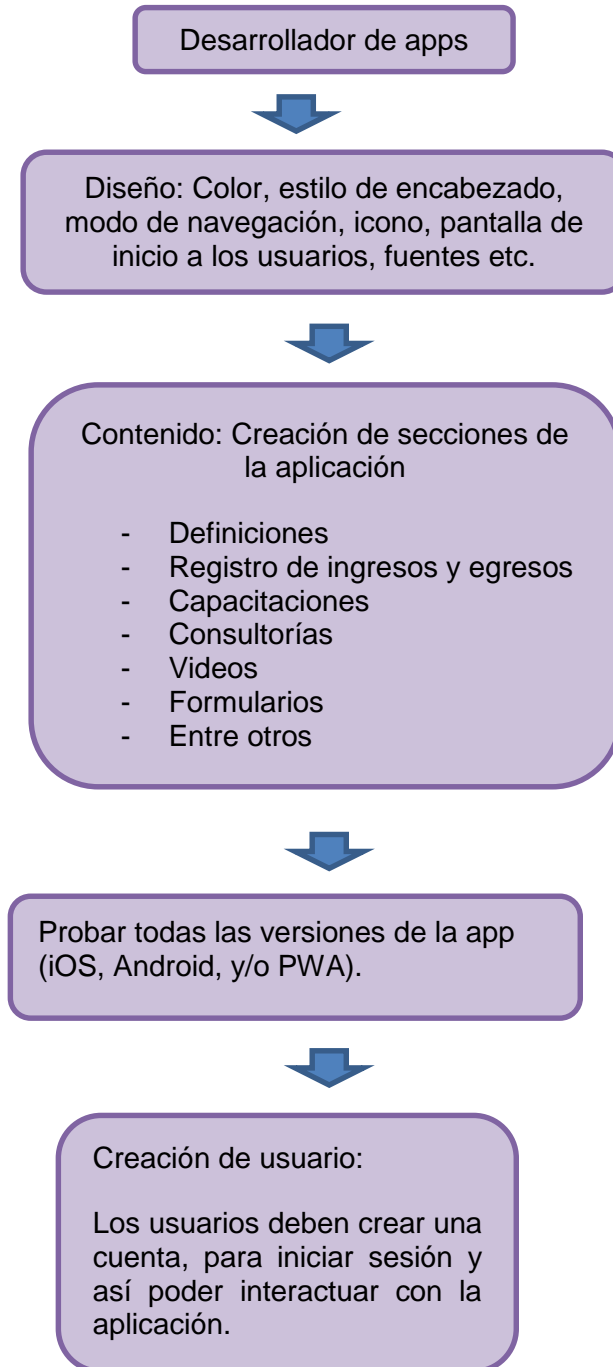 Desarrollador de apps
Diseño: Color, estilo de encabezado,
modo de navegación, icono, pantalla de
inicio a los usuarios, fuentes etc.
Contenido: Creación de secciones de
la aplicación
- Definiciones
- Registro de ingresos y egresos
- Capacitaciones
- Consultorías
- Videos
- Formularios
- Entre otros
Probar todas las versiones de la app
(iOS, Android, y/o PWA).
Creación de usuario:
Los usuarios deben crear una
cuenta, para iniciar sesión y
así poder interactuar con la
aplicación.